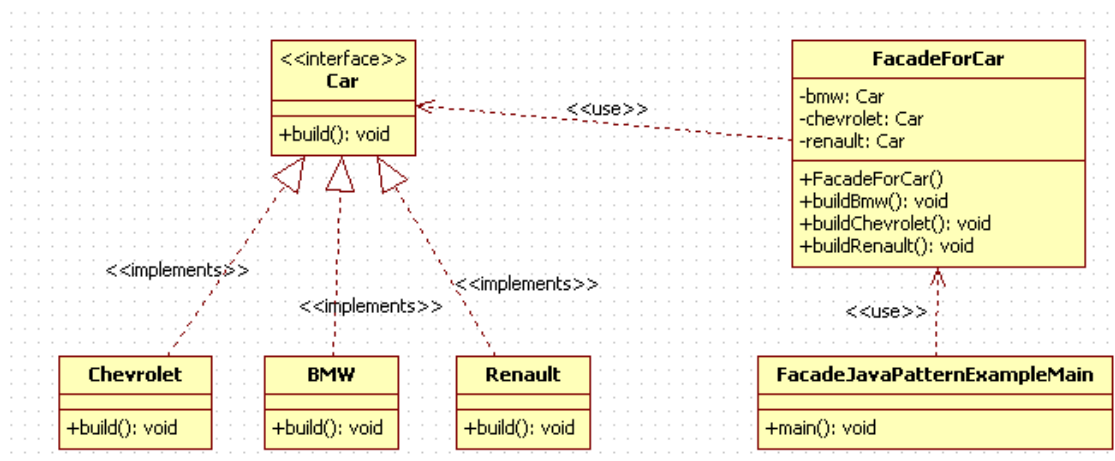 <<interface>>
Car
+build(): void
<<use>>
FacadeForCar
-bmw: Car
-chevrolet: Car
-renault: Car
+FacadeForCar()
+buildBmw(): void
+buildChevrolet(): void
+buildRenault(): void
<<implements>>
<<implements>>
<<implements>>
<<use>>
Chevrolet
+build(): void
BMW
+build(): void
Renault
+build(): void
FacadeJavaPatternExampleMain
+main(): void